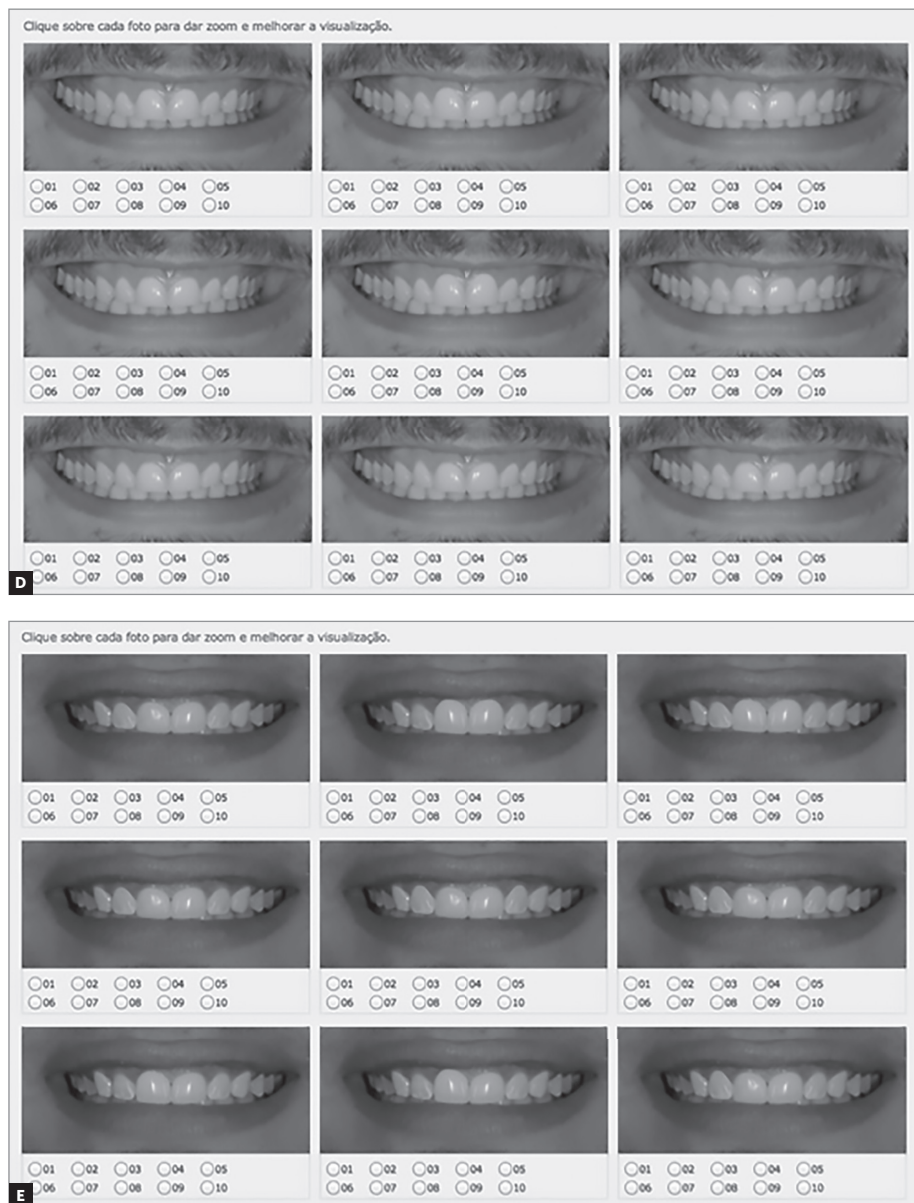 Clique sobre cada foto para dar zoom e melhorar a visualização.
01 02 03 04 05 01 02 03 04 05 01 02 03 04 05
06 07 08 09 10 06 07 08 09 10 06 07 08 09 10
01 02 03 04 05 01 02 03 04 05 01 02 03 04 05
06 07 08 09 10 06 07 08 09 10 06 07 08 09 10
01 02 03 04 05 01 02 03 04 05 01 02 03 04 05
D 06 07 08 09 10 06 07 08 09 10 06 07 08 09 10
Clique sobre cada foto para dar zoom e melhorar a visualização.
01 02 03 04 05 01 02 03 04 05 01 02 03 04 05
06 07 08 09 10 06 07 08 09 10 06 07 08 09 10
01 02 03 04 05 01 02 03 04 05 01 02 03 04 05
06 07 08 09 10 06 07 08 09 10 06 07 08 09 10
01 02 03 04 05 01 02 03 04 05 01 02 03 04 05
E 06 07 08 09 10 06 07 08 09 10 06 07 08 09 10